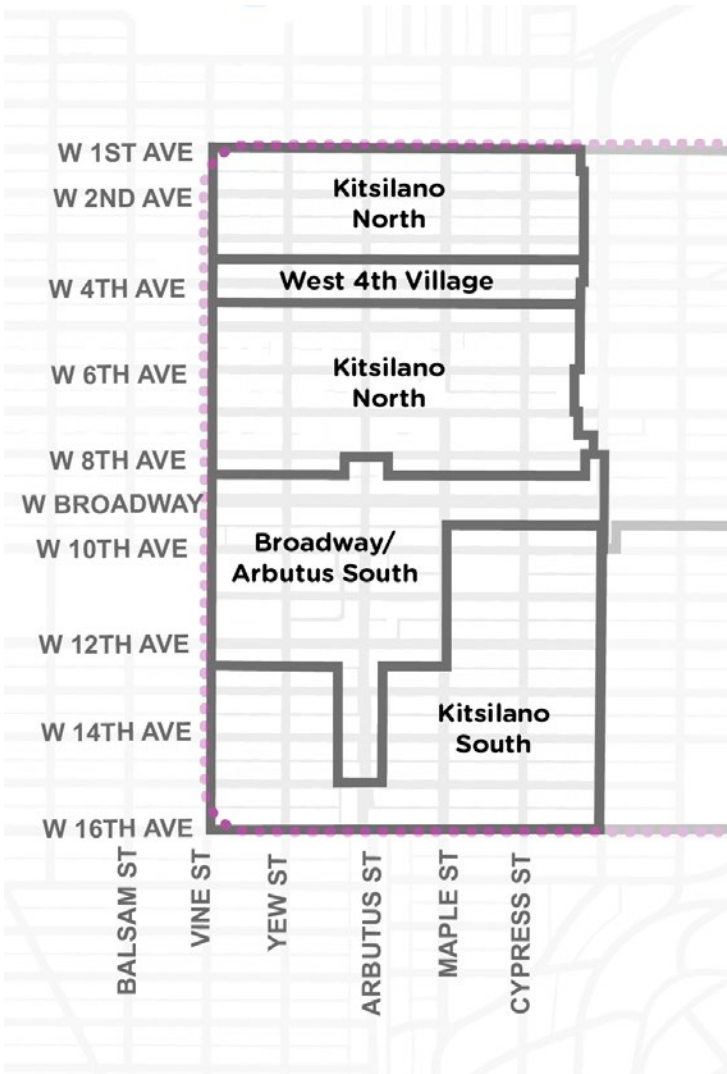 W 1ST AVE
W 2ND AVE
Kitsilano
North
W 4TH AVE
West 4th Village
W 6TH AVE
Kitsilano
North
W 8TH AVE
W BROADWAY
W 10TH AVE
Broadway/
Arbutus South
W 12TH AVE
W 14TH AVE
Kitsilano
South
W 16TH AVE
BALSAM ST
VINE ST
YEW ST
ARBUTUS ST
MAPLE ST
CYPRESS ST